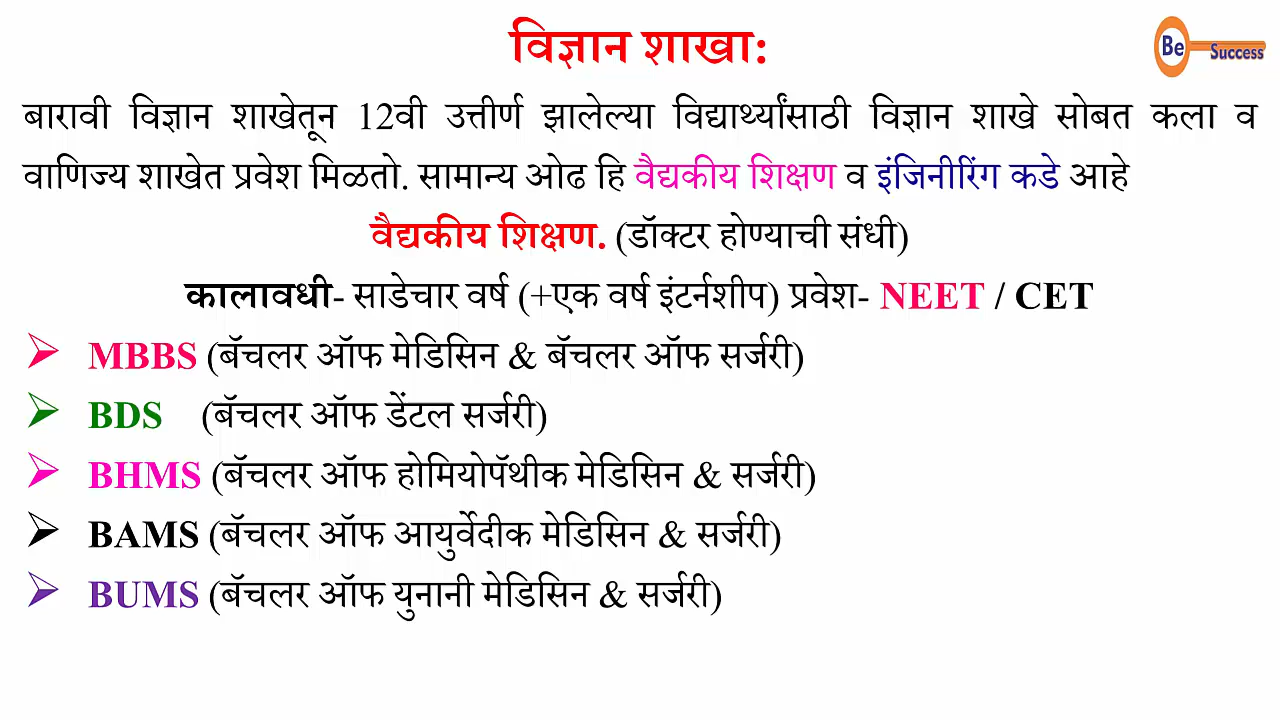 विज्ञान शाखा:
Be Success
बारावी विज्ञान शाखेतून 12वी उत्तीर्ण झालेल्या विद्यार्थ्यांसाठी विज्ञान शाखे सोबत कला व
वाणिज्य शाखेत प्रवेश मिळतो. सामान्य ओढ हि वैद्यकीय शिक्षण व इंजिनीरिंग कडे आहे
वैद्यकीय शिक्षण. (डॉक्टर होण्याची संधी)
कालावधी- साडेचार वर्ष (+एक वर्ष इंटर्नशीप) प्रवेश- NEET / CET
➢ MBBS (बॅचलर ऑफ मेडिसिन & बॅचलर ऑफ सर्जरी)
➢ BDS (बॅचलर ऑफ डेंटल सर्जरी)
➢ BHMS (बॅचलर ऑफ होमियोपॅथीक मेडिसिन & सर्जरी)
➢ BAMS (बॅचलर ऑफ आयुर्वेदीक मेडिसिन & सर्जरी)
➢ BUMS (बॅचलर ऑफ युनानी मेडिसिन & सर्जरी)